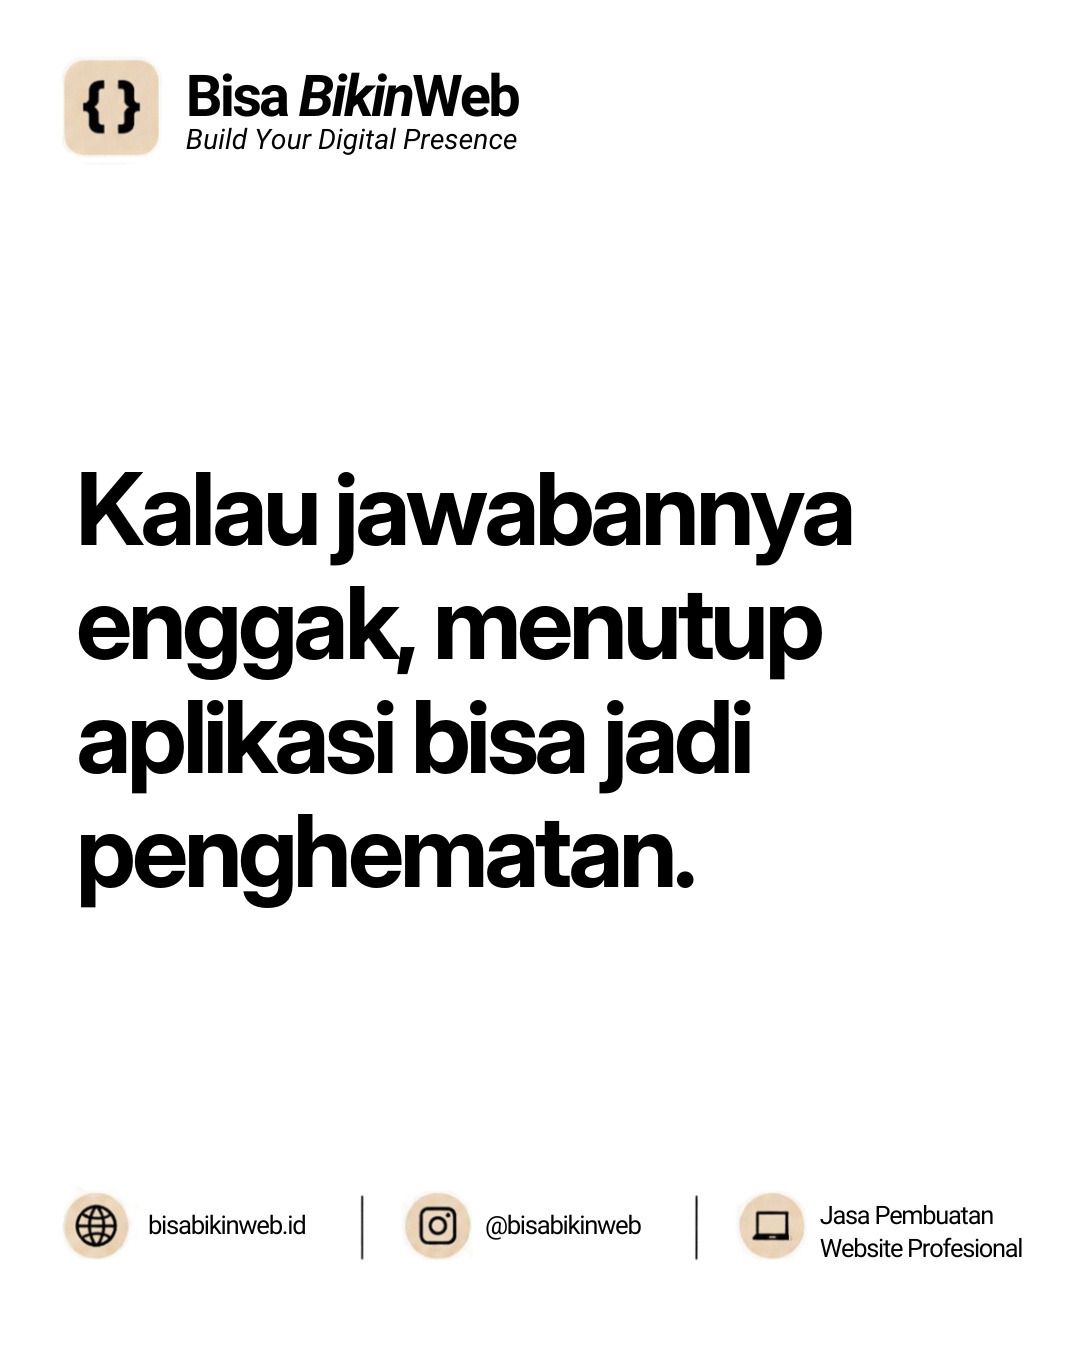 { }
Bisa BikinWeb
Build Your Digital Presence
Kalau jawabannya
enggak, menutup
aplikasi bisa jadi
penghematan.
bisabikinweb.id
@bisabikinweb
Jasa Pembuatan
Website Profesional